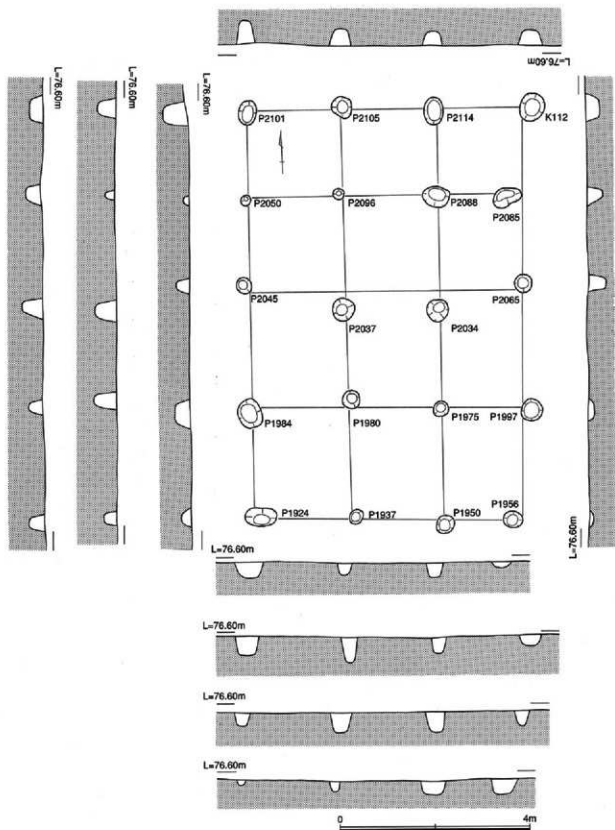 L=76.60m
L=76.60m
L=76.60m
L=76.60m
P2101
P2105
P2114
K112
P2050
P2096
P2088
P2085
P2045
P2065
P2037
P2034
P1984
P1980
P1975
P1997
P1924
P1937
P1950
P1956
L=76.60m
L=76.60m
L=76.60m
L=76.60m
L=76.60m
0
4m